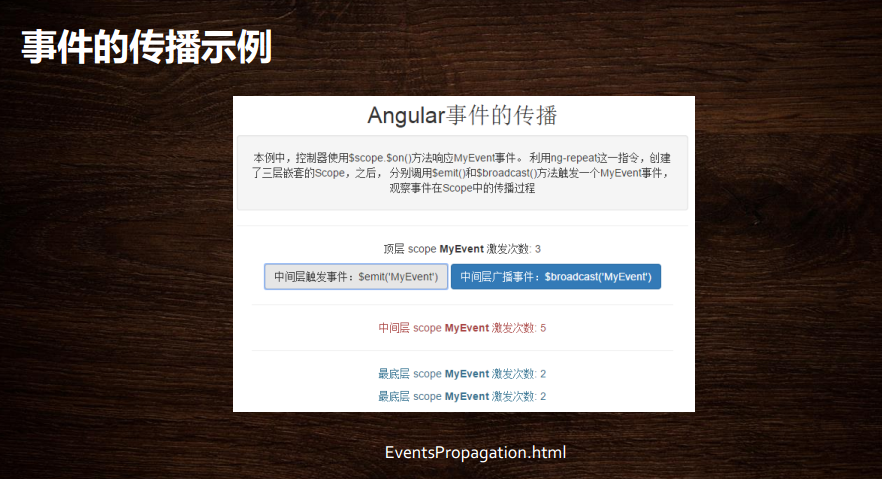 事件的传播示例
Angular事件的传播
本例中，控制器使用$scope.$on()方法响应MyEvent事件。 利用ng-repeat这一指令，创建
了三层嵌套的Scope，之后， 分别调用$emit()和$broadcast()方法触发一个MyEvent事件，
观察事件在Scope中的传播过程
顶层 scope MyEvent 激发次数: 3
中间层触发事件：$emit('MyEvent')
中间层广播事件：$broadcast('MyEvent')
中间层 scope MyEvent 激发次数: 5
最底层 scope MyEvent 激发次数: 2
最底层 scope MyEvent 激发次数: 2
EventsPropagation.html